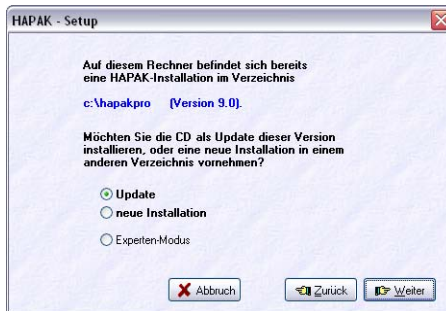 HAPAK - Setup
Auf diesem Rechner befindet sich bereits
eine HAPAK-Installation im Verzeichnis
c:\hapakpro (Version 9.0).
Möchten Sie die CD als Update dieser Version
installieren, oder eine neue Installation in einem
anderen Verzeichnis vornehmen?
Update
neue Installation
Experten-Modus
Abbruch Zurück Weiter